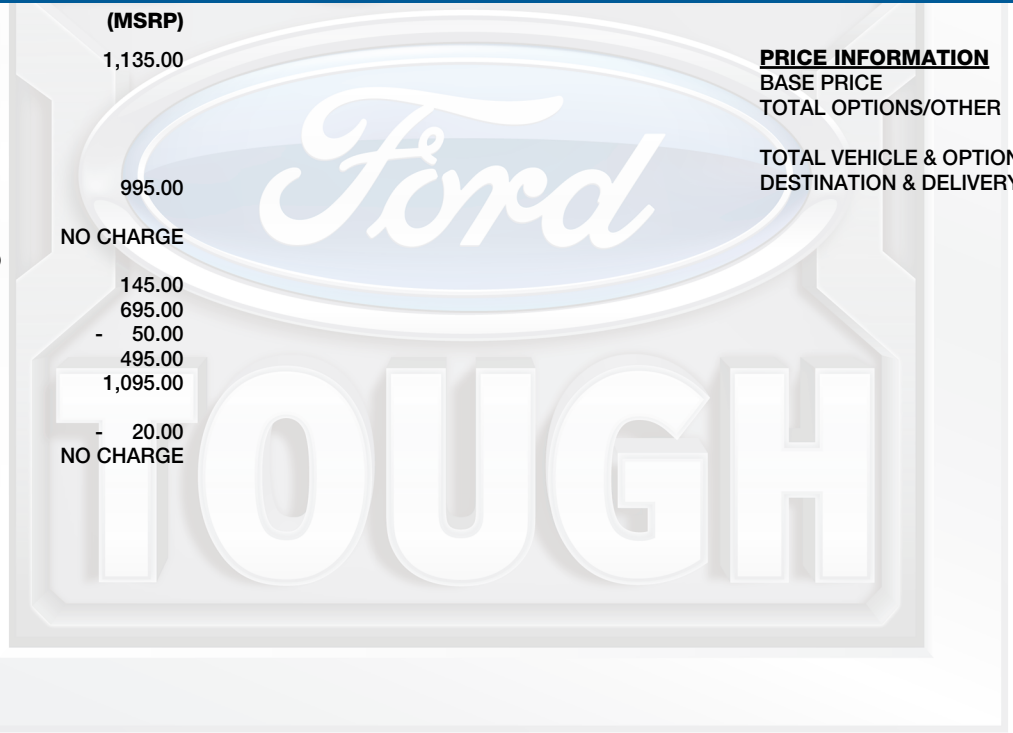 (MSRP)
1,135.00
995.00
NO CHARGE
145.00
695.00
- 50.00
495.00
1,095.00
- 20.00
NO CHARGE
PRICE INFORMATION
BASE PRICE
TOTAL OPTIONS/OTHER
TOTAL VEHICLE & OPTION
DESTINATION & DELIVERY
Ford
TOUGH